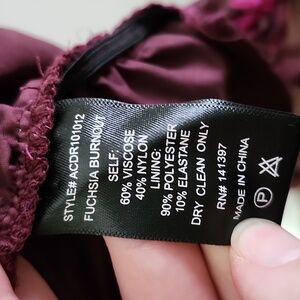 STYLE# ACDR101012
FUCHSIA BURNOUT
SELF:
60% VISCOSE
40% NYLON
LINING:
90% POLYESTER
10% ELASTANE
DRY CLEAN ONLY
RN# 141397
MADE IN CHINA
P